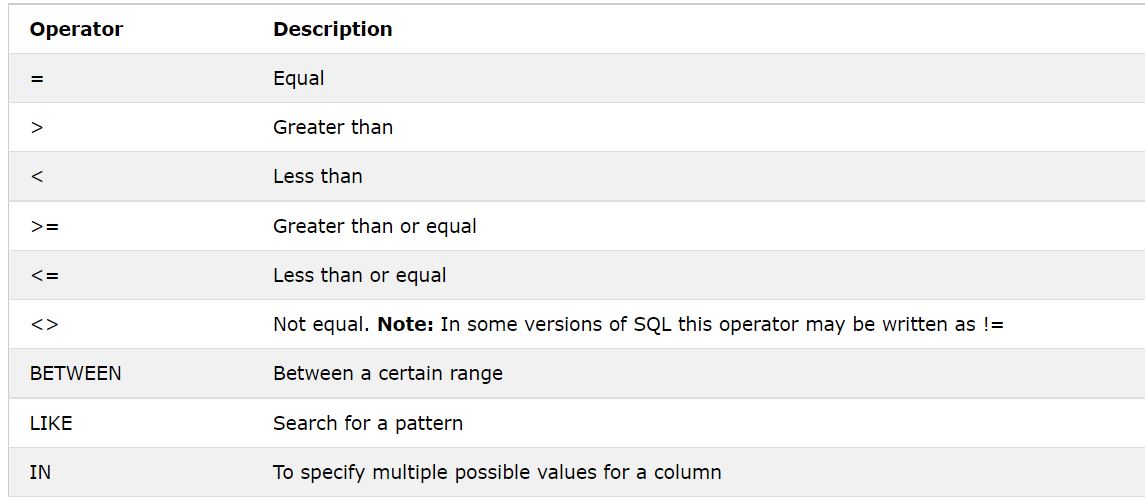 Operator Description
= Equal
> Greater than
< Less than
>= Greater than or equal
<= Less than or equal
<> Not equal. Note: In some versions of SQL this operator may be written as !=
BETWEEN Between a certain range
LIKE Search for a pattern
IN To specify multiple possible values for a column